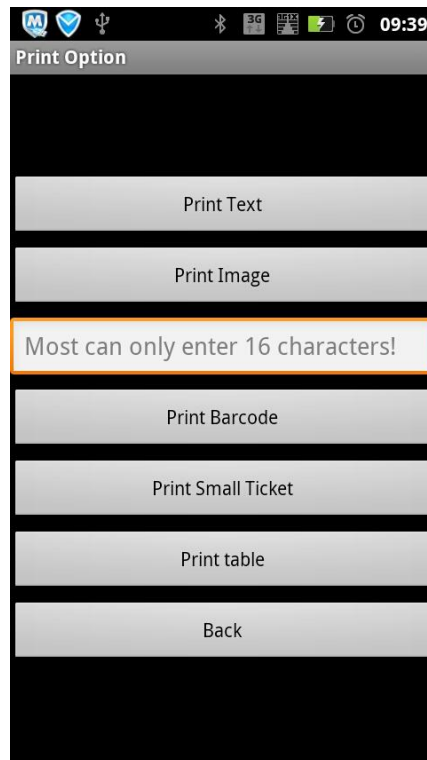 3G
09:39
Print Option
Print Text
Print Image
Most can only enter 16 characters!
Print Barcode
Print Small Ticket
Print table
Back